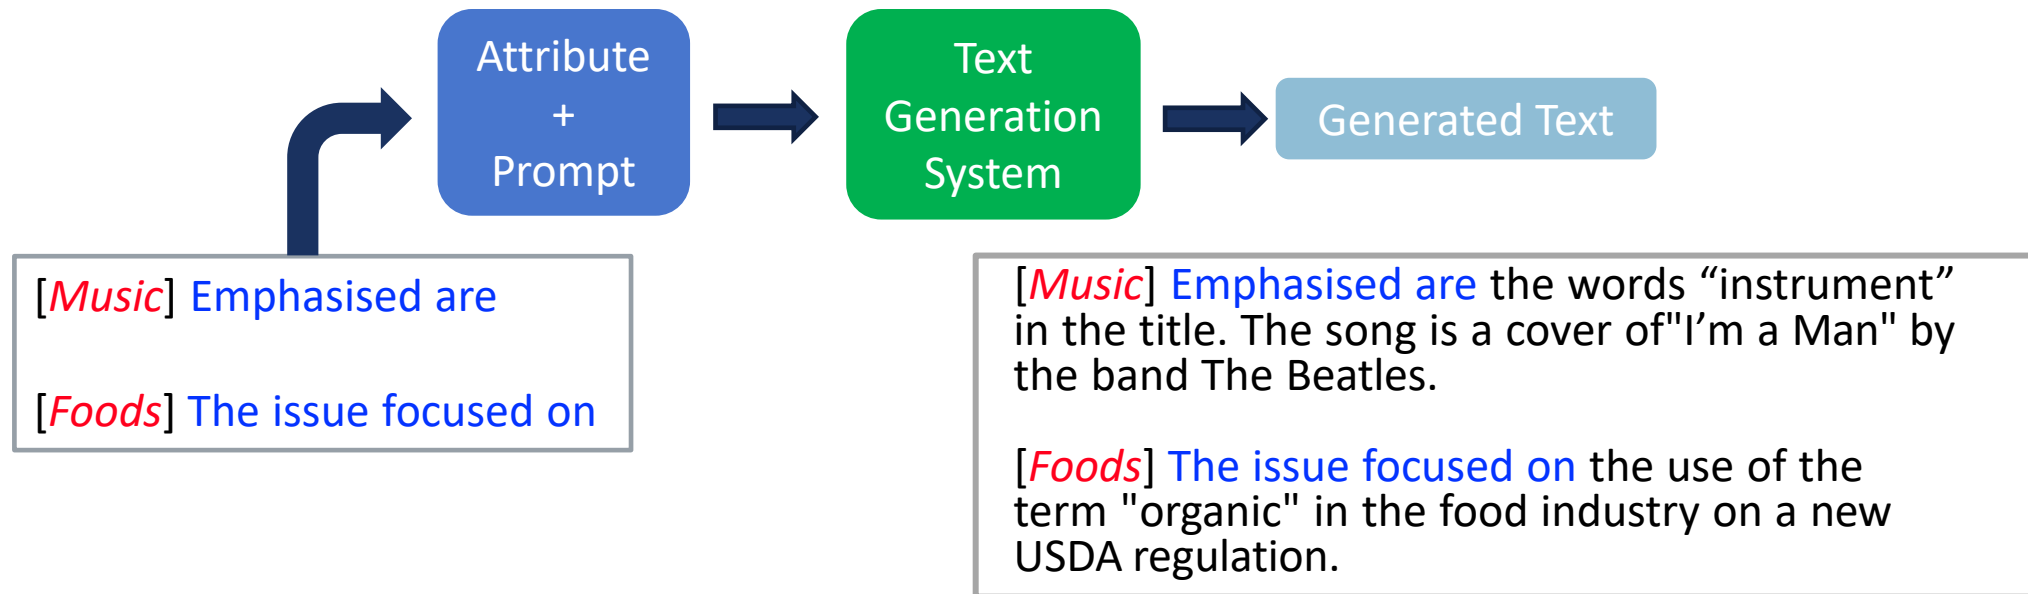 Attribute
+
Prompt
Text
Generation
System
Generated Text
[Music] Emphasised are
[Foods] The issue focused on
[Music] Emphasised are the words “instrument”
in the title. The song is a cover of"I’m a Man" by
the band The Beatles.
[Foods] The issue focused on the use of the
term "organic" in the food industry on a new
USDA regulation.